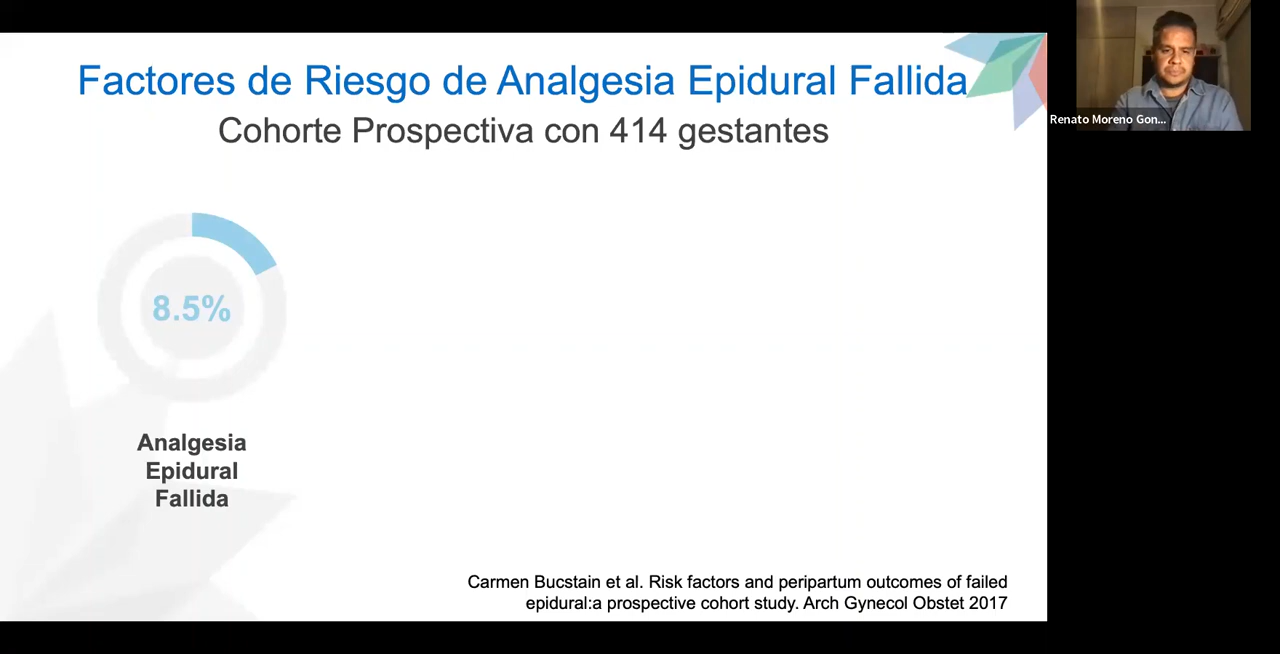 Factores de Riesgo de Analgesia Epidural Fallida
Cohorte Prospectiva con 414 gestantes
Renato Moreno Gon...
8.5%
Analgesia
Epidural
Fallida
Carmen Bucstain et al. Risk factors and peripartum outcomes of failed
epidural:a prospective cohort study. Arch Gynecol Obstet 2017